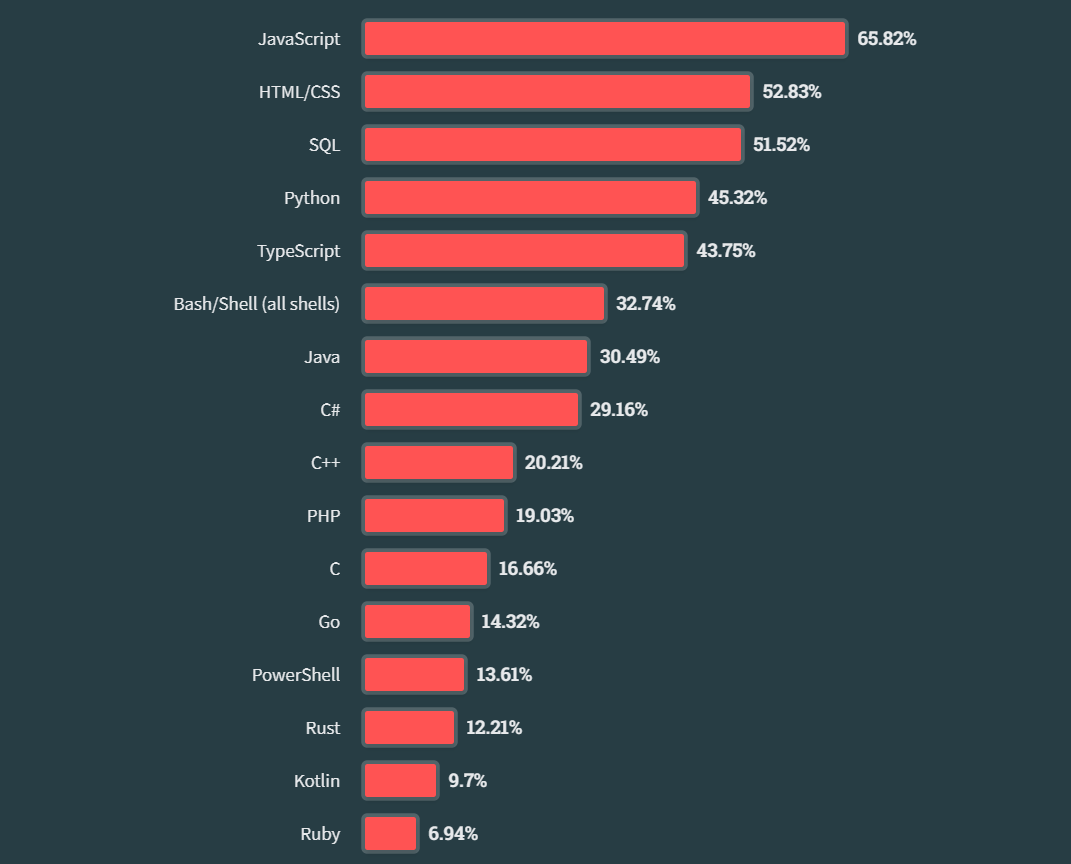 JavaScript 65.82%
HTML/CSS 52.83%
SQL 51.52%
Python 45.32%
TypeScript 43.75%
Bash/Shell (all shells) 32.74%
Java 30.49%
C# 29.16%
C++ 20.21%
PHP 19.03%
C 16.66%
Go 14.32%
PowerShell 13.61%
Rust 12.21%
Kotlin 9.7%
Ruby 6.94%